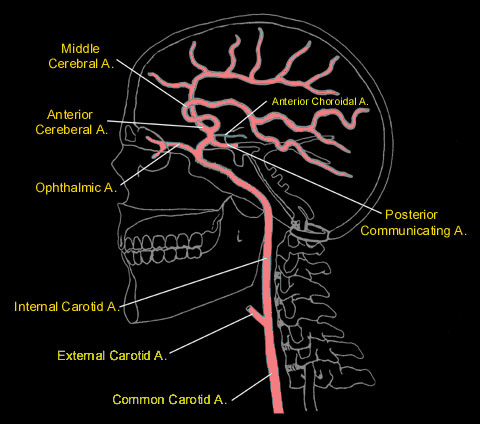 Middle
Cerebral A.
Anterior Choroidal A.
Anterior
Cereberal A.
Ophthalmic A.
Posterior
Communicating A.
Internal Carotid A.
External Carotid A.
Common Carotid A.